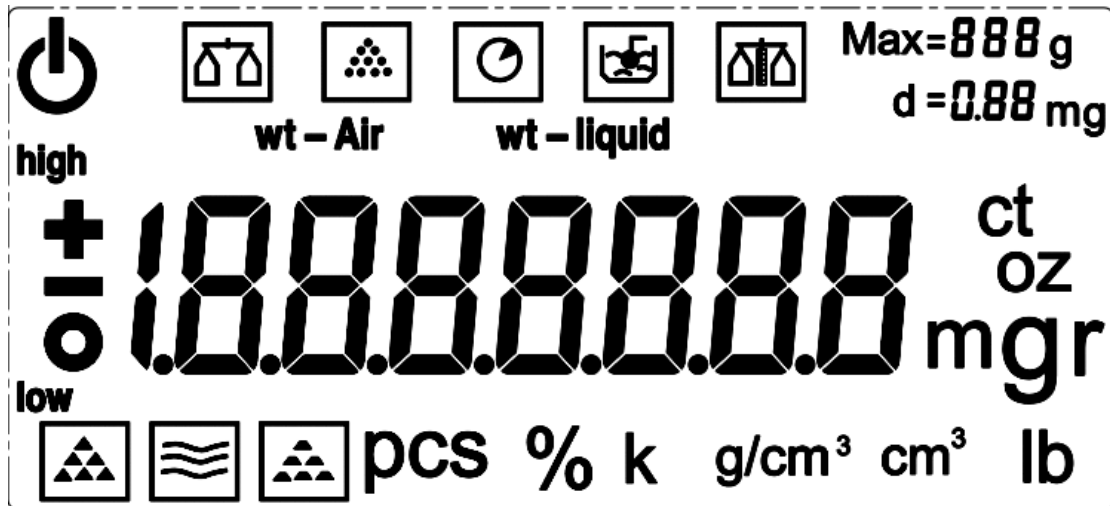 Max=888 g
d =0.88 mg
wt – Air wt – liquid
high
+
1.8.8.8.8.8.8.8
ct
oz
−
o
mgr
low
pcs % k g/cm³ cm³ lb